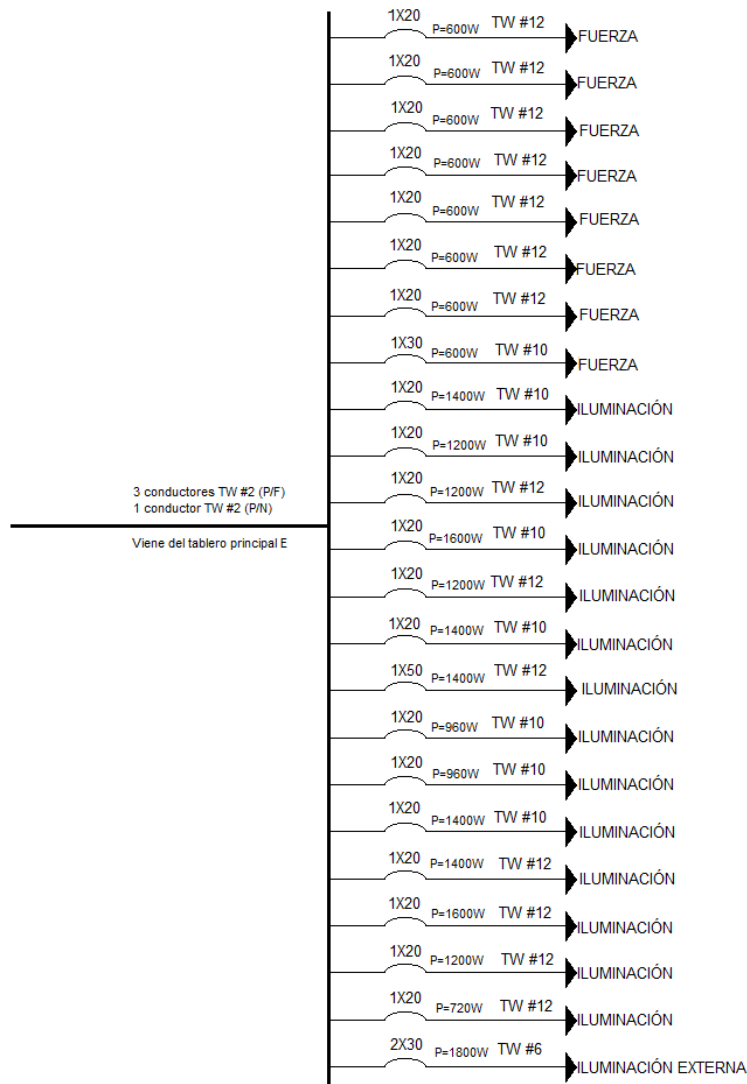 1X20 P=600W TW #12 FUERZA
1X20 P=600W TW #12 FUERZA
1X20 P=600W TW #12 FUERZA
1X20 P=600W TW #12 FUERZA
1X20 P=600W TW #12 FUERZA
1X20 P=600W TW #12 FUERZA
1X20 P=600W TW #12 FUERZA
1X30 P=600W TW #10 FUERZA
1X20 P=1400W TW #10 ILUMINACIÓN
1X20 P=1200W TW #10 ILUMINACIÓN
1X20 P=1200W TW #12 ILUMINACIÓN
3 conductores TW #2 (P/F)
1 conductor TW #2 (P/N)
Viene del tablero principal E
1X20 P=1600W TW #10 ILUMINACIÓN
1X20 P=1200W TW #12 ILUMINACIÓN
1X20 P=1400W TW #10 ILUMINACIÓN
1X50 P=1400W TW #12 ILUMINACIÓN
1X20 P=960W TW #10 ILUMINACIÓN
1X20 P=960W TW #10 ILUMINACIÓN
1X20 P=1400W TW #10 ILUMINACIÓN
1X20 P=1400W TW #12 ILUMINACIÓN
1X20 P=1600W TW #12 ILUMINACIÓN
1X20 P=1200W TW #12 ILUMINACIÓN
1X20 P=720W TW #12 ILUMINACIÓN
2X30 P=1800W TW #6 ILUMINACIÓN EXTERNA